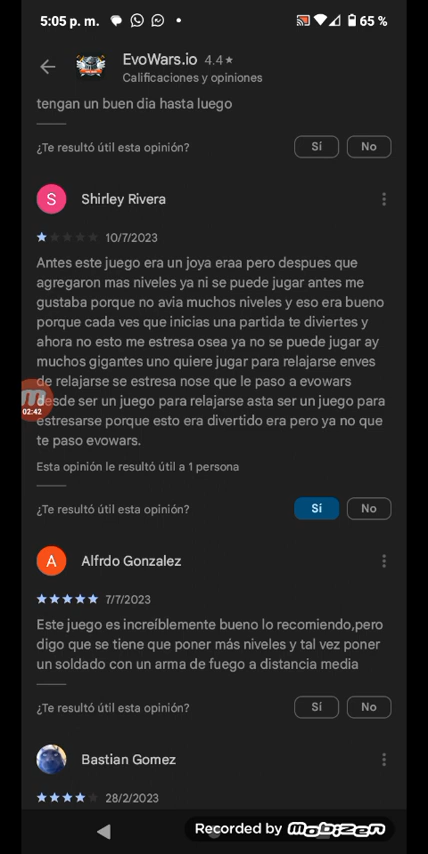 5:05 p. m.
65 %
EvoWars.io 4.4★
Calificaciones y opiniones
tengan un buen dia hasta luego
¿Te resultó útil esta opinión?
Sí
No
S
Shirley Rivera
10/7/2023
Antes este juego era un joya eraa pero despues que
agregaron mas niveles ya ni se puede jugar antes me
gustaba porque no avia muchos niveles y eso era bueno
porque cada ves que inicias una partida te diviertes y
ahora no esto me estresa osea ya no se puede jugar ay
muchos gigantes uno quiere jugar para relajarse enves
de relajarse se estresa nose que le paso a evowars
desde ser un juego para relajarse asta ser un juego para
estresarse porque esto era divertido era pero ya no que
te paso evowars.
m
02:42
Esta opinión le resultó útil a 1 persona
¿Te resultó útil esta opinión?
Sí
No
A
Alfrdo Gonzalez
7/7/2023
Este juego es increíblemente bueno lo recomiendo,pero
digo que se tiene que poner más niveles y tal vez poner
un soldado con un arma de fuego a distancia media
¿Te resultó útil esta opinión?
Sí
No
Bastian Gomez
28/2/2023
Recorded by MOBIZEN